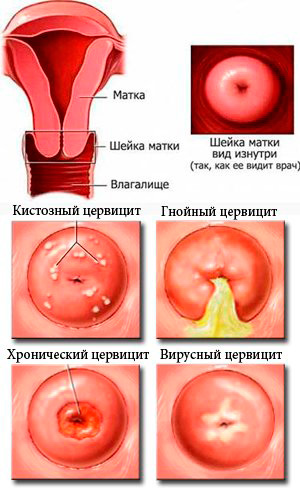 Матка
Шейка матки
Влагалище
Шейка матки
вид изнутри
(так, как ее видит врач)
Кистозный цервицит
Гнойный цервицит
Хронический цервицит
Вирусный цервицит